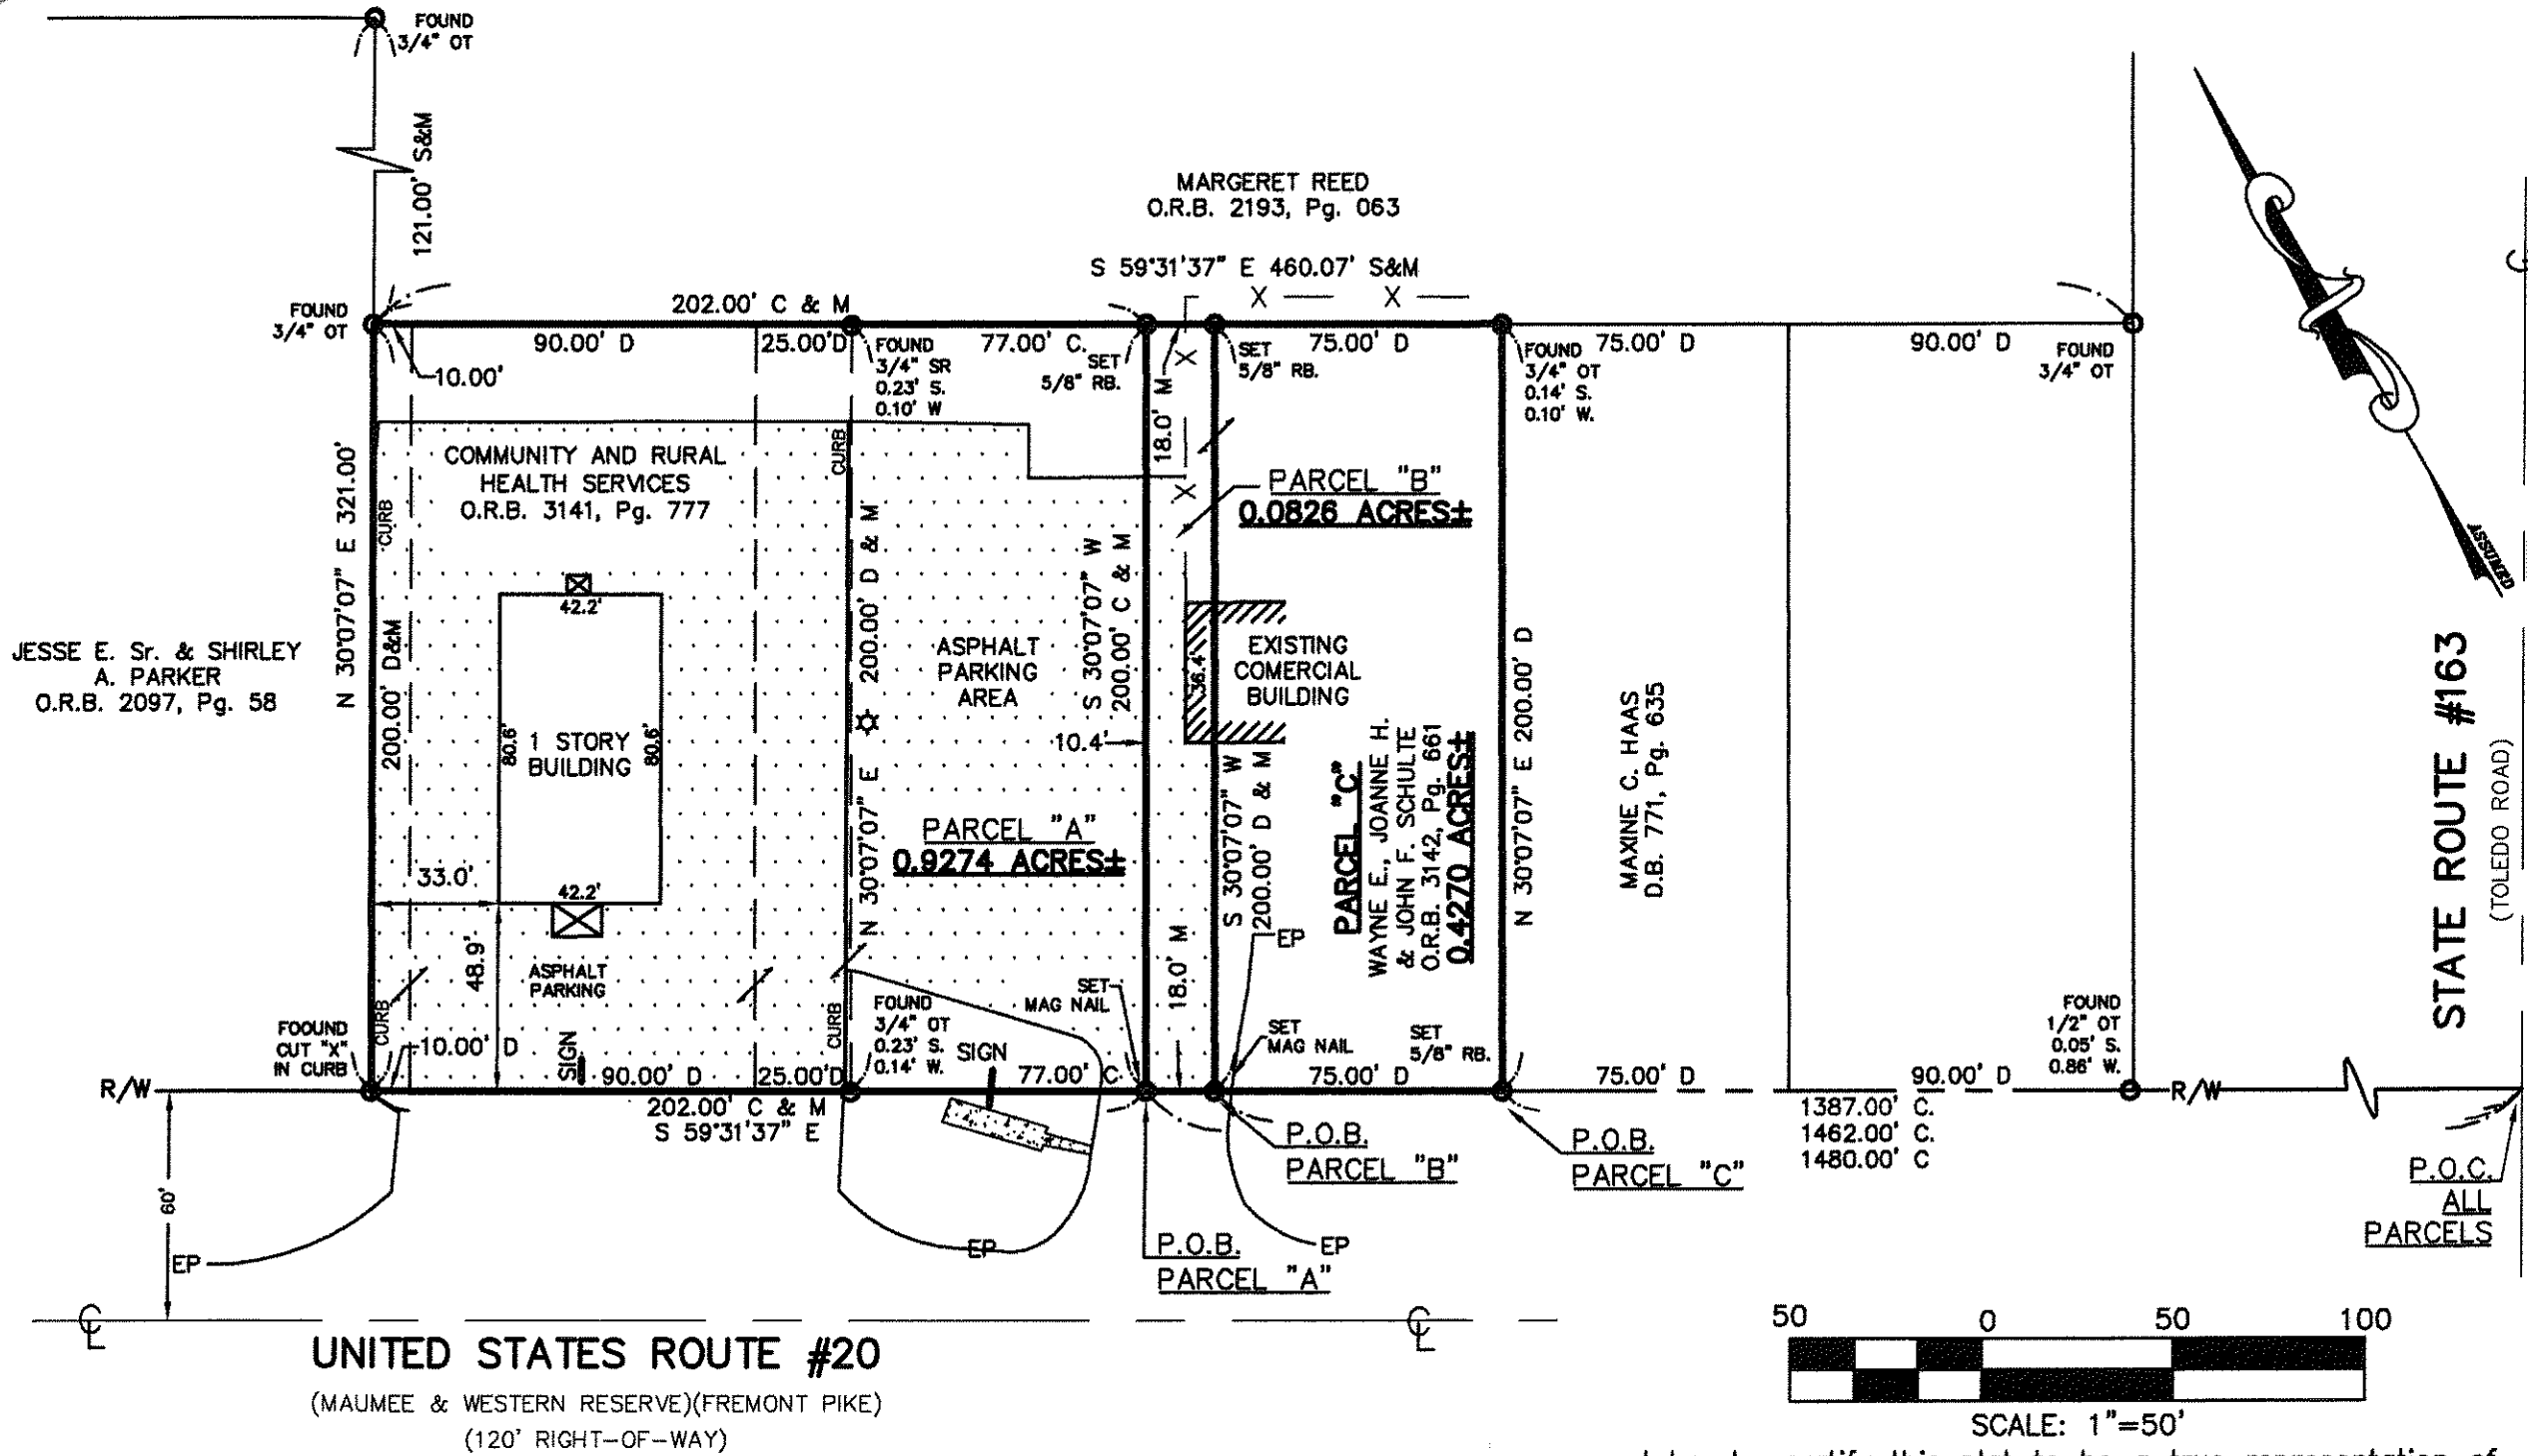 FOUND
3/4" OT
121.00' S&M
MARGERET REED
O.R.B. 2193, Pg. 063
S 59°31'37" E 460.07' S&M
X
X
FOUND
3/4" OT
202.00' C & M
10.00'
90.00' D
25.00'D
FOUND
3/4" SR
0.23' S.
0.10' W
77.00' C.
SET
5/8" RB.
18.0' M
X
X
SET
5/8" RB.
75.00' D
FOUND
3/4" OT
0.14' S.
0.10' W.
75.00' D
90.00' D
FOUND
3/4" OT
ASSUMED
COMMUNITY AND RURAL
HEALTH SERVICES
O.R.B. 3141, Pg. 777
CURB
CURB
N 30°07'07" E 321.00'
200.00' D&M
JESSE E. Sr. & SHIRLEY
A. PARKER
O.R.B. 2097, Pg. 58
42.2'
80.6'
1 STORY
BUILDING
80.6'
42.2'
33.0'
48.9'
ASPHALT
PARKING
N 30°07'07" E
200.00' D & M
ASPHALT
PARKING
AREA
S 30°07'07" W
200.00' C & M
10.4'
PARCEL "A"
0.9274 ACRES±
PARCEL "B"
0.0826 ACRES±
36.4'
EXISTING
COMERCIAL
BUILDING
S 30°07'07" W
200.00' D & M
EP
PARCEL "C"
WAYNE E., JOANNE H.
& JOHN F. SCHULTE
O.R.B. 3142, Pg. 661
0.4270 ACRES±
N 30°07'07" E 200.00' D
MAXINE C. HAAS
D.B. 771, Pg. 635
STATE ROUTE #163
(TOLEDO ROAD)
FOOUND
CUT "X"
IN CURB
CURB
10.00' D
SIGN
90.00' D
25.00'D
CURB
FOUND
3/4" OT
0.23' S.
0.14' W.
SIGN
77.00' C
SET
MAG NAIL
18.0' M
SET
MAG NAIL
75.00' D
SET
5/8" RB.
75.00' D
90.00' D
FOUND
1/2" OT
0.05' S.
0.86' W.
R/W
R/W
202.00' C & M
S 59°31'37" E
1387.00' C.
1462.00' C.
1480.00' C
P.O.B.
PARCEL "B"
P.O.B.
PARCEL "C"
P.O.C.
ALL
PARCELS
60'
EP
EP
P.O.B.
PARCEL "A"
EP
CL
CL
UNITED STATES ROUTE #20
(MAUMEE & WESTERN RESERVE)(FREMONT PIKE)
(120' RIGHT-OF-WAY)
50 0 50 100
SCALE: 1"=50'